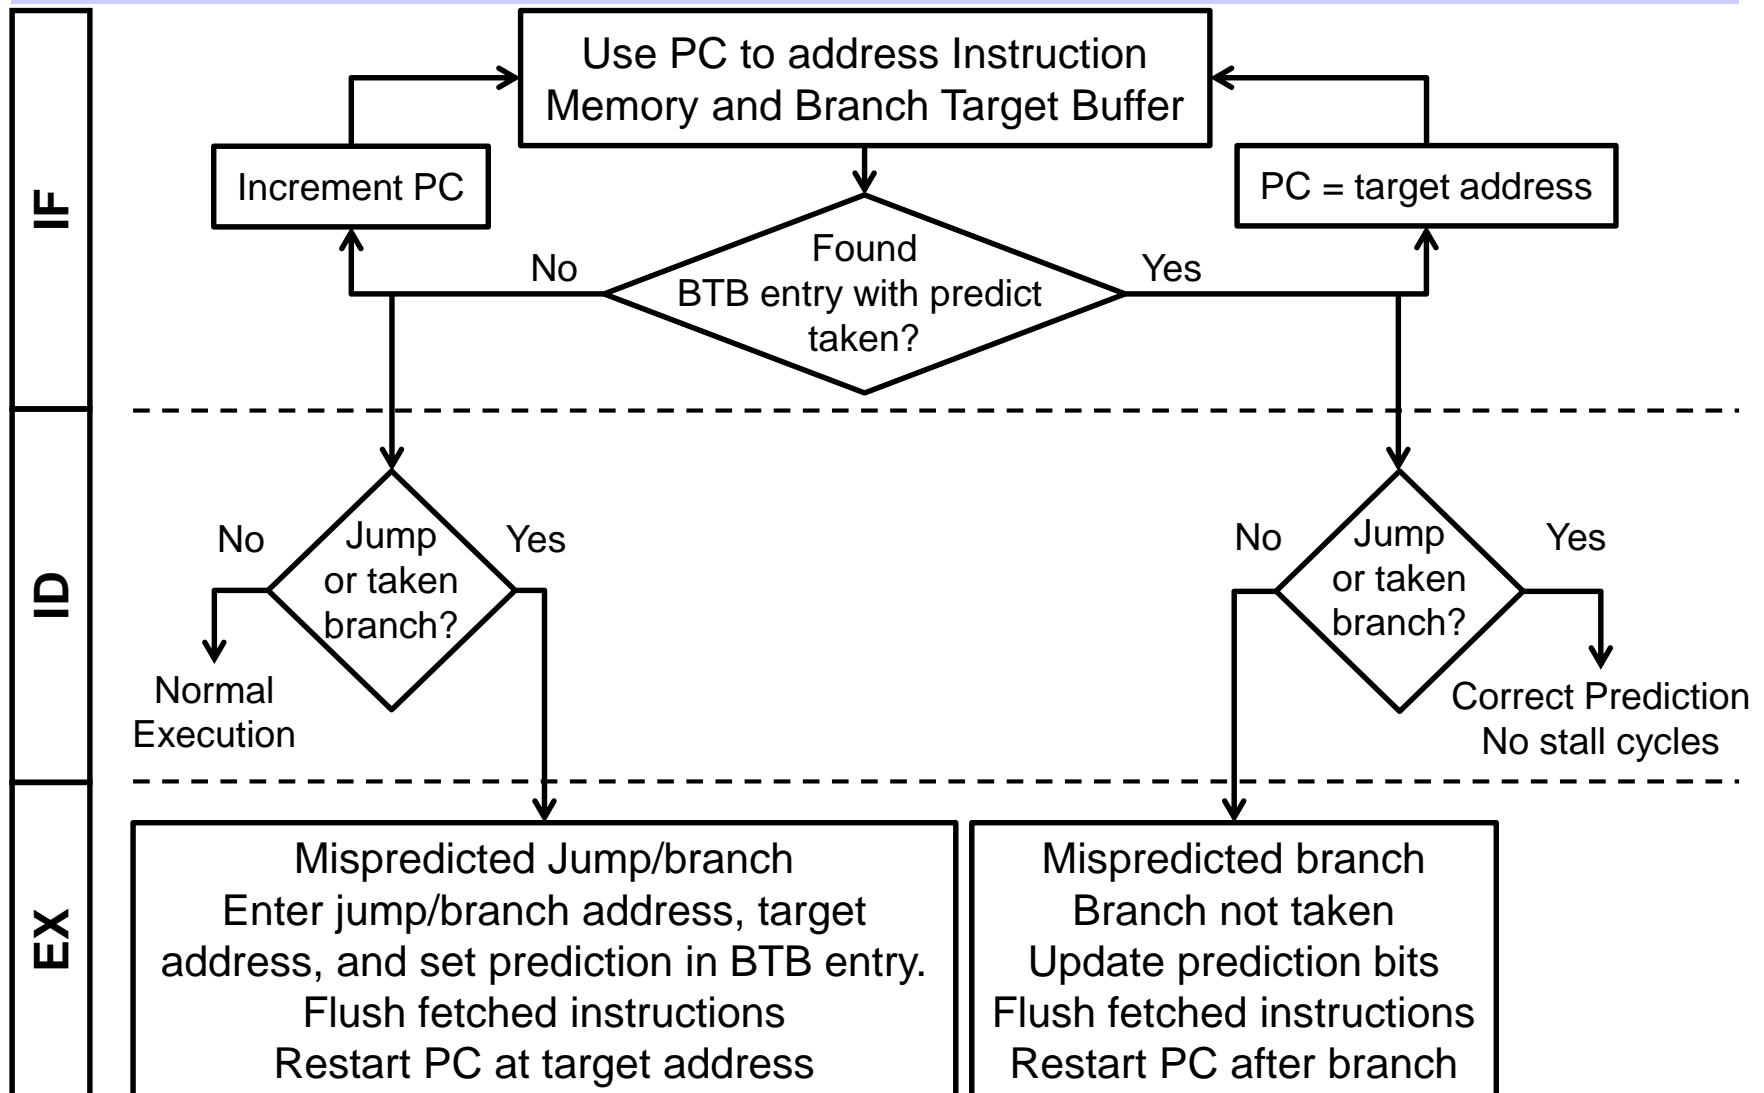 Use PC to address Instruction
Memory and Branch Target Buffer
Increment PC
PC = target address
IF
Found
BTB entry with predict
taken?
No
Yes
ID
No
Jump
or taken
branch?
Yes
No
Jump
or taken
branch?
Yes
Normal
Execution
Correct Prediction
No stall cycles
EX
Mispredicted Jump/branch
Enter jump/branch address, target
address, and set prediction in BTB entry.
Flush fetched instructions
Restart PC at target address
Mispredicted branch
Branch not taken
Update prediction bits
Flush fetched instructions
Restart PC after branch